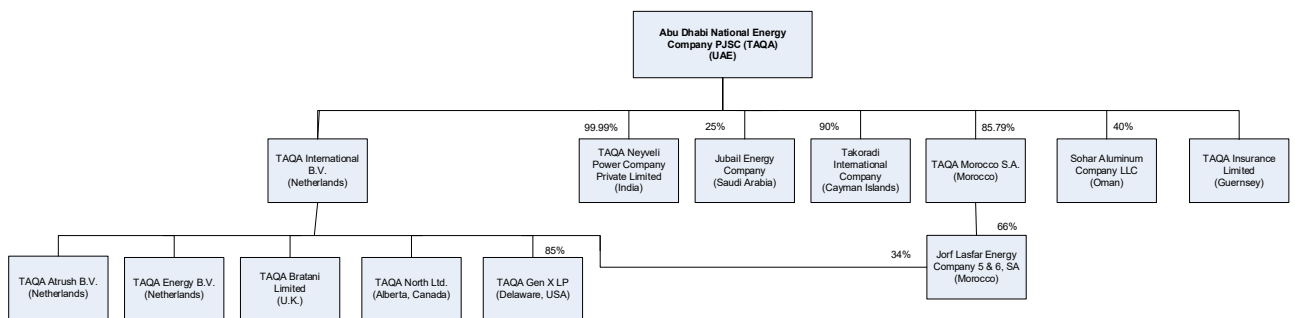 Abu Dhabi National Energy
Company PJSC (TAQA)
(UAE)
99.99%
25%
90%
85.79%
40%
TAQA International
B.V.
(Netherlands)
TAQA Neyveli
Power Company
Private Limited
(India)
Jubail Energy
Company
(Saudi Arabia)
Takoradi
International
Company
(Cayman Islands)
TAQA Morocco S.A.
(Morocco)
Sohar Aluminum
Company LLC
(Oman)
TAQA Insurance
Limited
(Guernsey)
66%
85%
34%
TAQA Atrush B.V.
(Netherlands)
TAQA Energy B.V.
(Netherlands)
TAQA Bratani
Limited
(U.K.)
TAQA North Ltd.
(Alberta, Canada)
TAQA Gen X LP
(Delaware, USA)
Jorf Lasfar Energy
Company 5 & 6, SA
(Morocco)